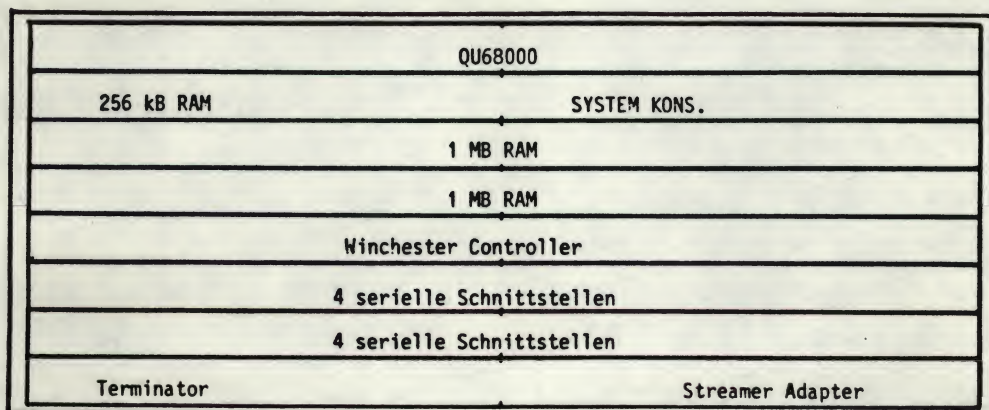 QU68000
256 kB RAM SYSTEM KONS.
1 MB RAM
1 MB RAM
Winchester Controller
4 serielle Schnittstellen
4 serielle Schnittstellen
Terminator Streamer Adapter